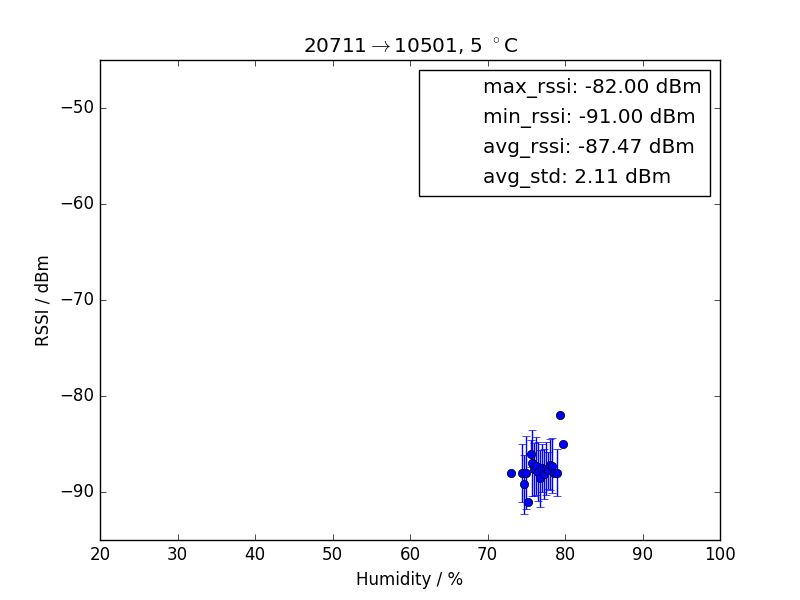 20711→10501, 5 °C
max_rssi: -82.00 dBm
min_rssi: -91.00 dBm
avg_rssi: -87.47 dBm
avg_std: 2.11 dBm
RSSI / dBm
−50
−60
−70
−80
−90
20 30 40 50 60 70 80 90 100
Humidity / %